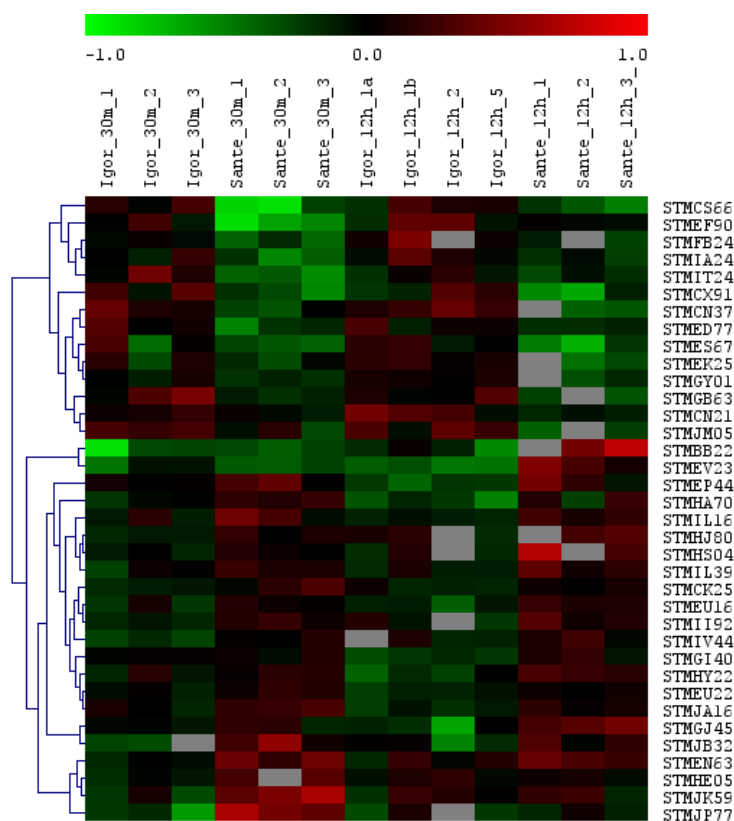 -1.0 0.0 1.0
Igor_30m_1
Igor_30m_2
Igor_30m_3
Sante_30m_1
Sante_30m_2
Sante_30m_3
Igor_12h_1a
Igor_12h_1b
Igor_12h_2
Igor_12h_5
Sante_12h_1
Sante_12h_2
Sante_12h_3_
STMCS66
STMEF90
STMFB24
STMIA24
STMIT24
STMCX91
STMCN37
STMED77
STMES67
STMEK25
STMGY01
STMGB63
STMCN21
STMJM05
STMBB22
STMEV23
STMEP44
STMHA70
STMIL16
STMHJ80
STMHS04
STMIL39
STMCK25
STMEU16
STMII92
STMIV44
STMGI40
STMHY22
STMEU22
STMJA16
STMGJ45
STMJB32
STMEN63
STMHE05
STMJK59
STMJP77